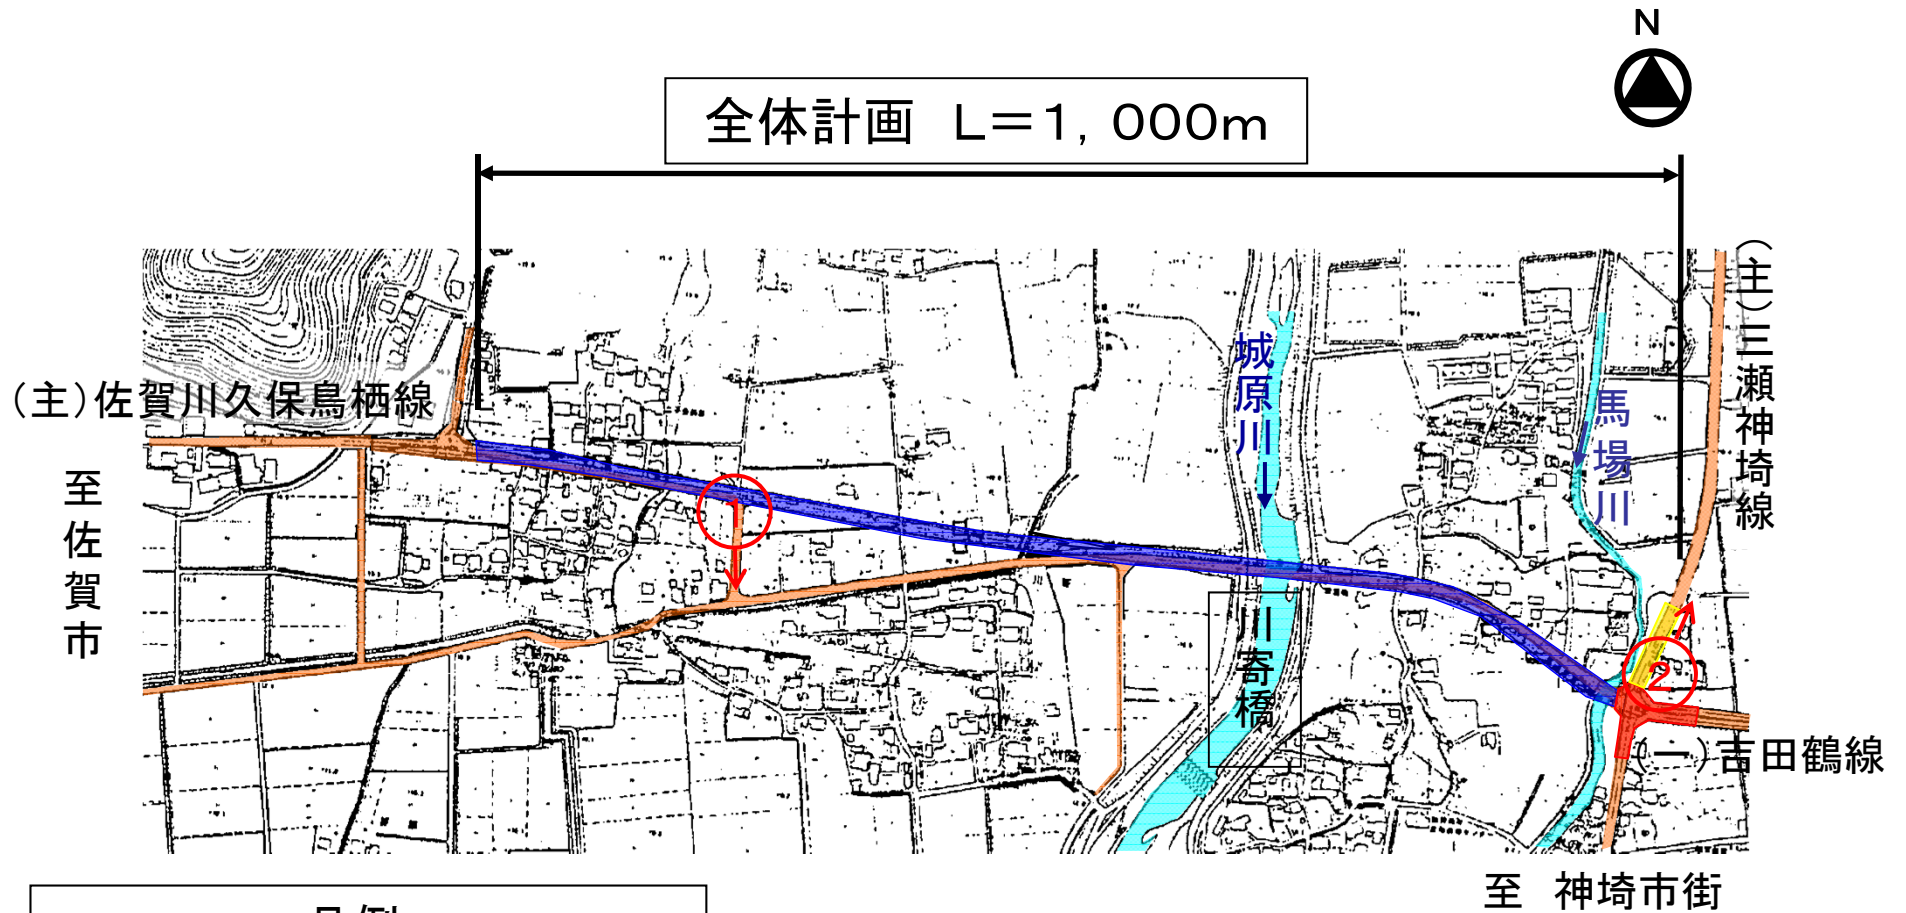 N
全体計画　L＝1，000m
(主)佐賀川久保鳥栖線
至佐賀市
城原川
馬場川
(主)三瀬神埼線
1
川寄橋
2
(一)吉田鶴線
至　神埼市街